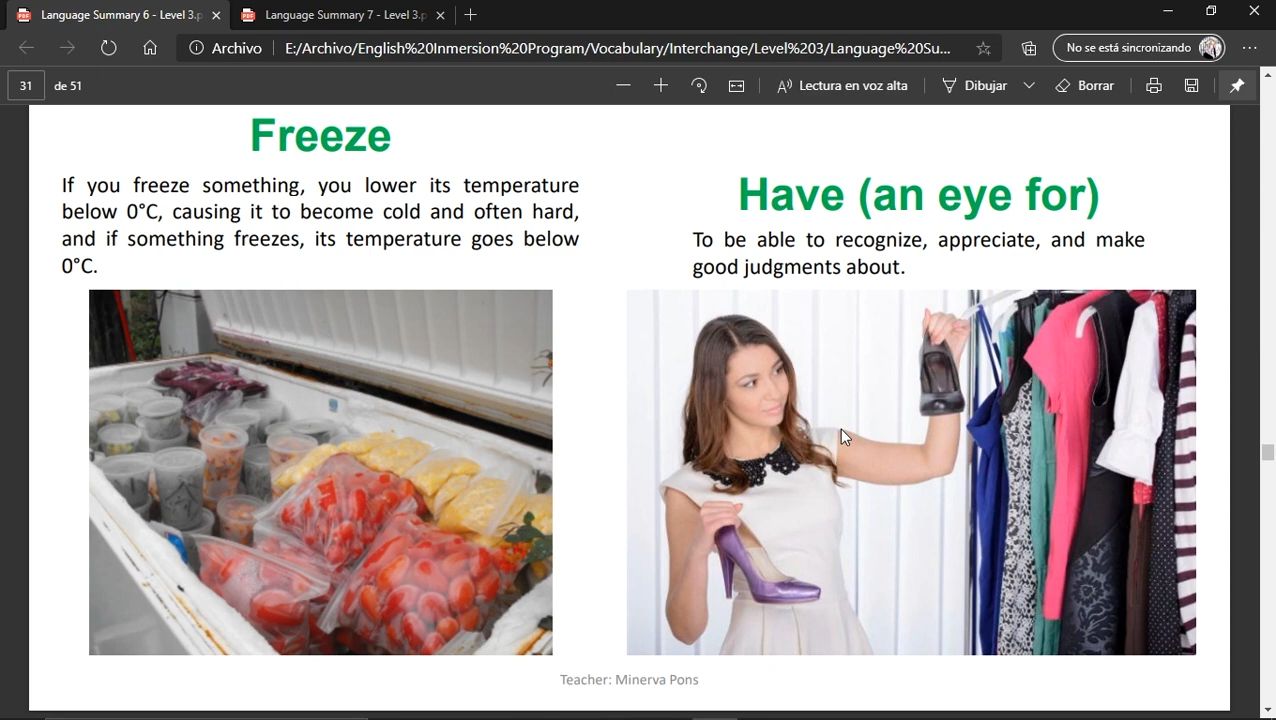 Language Summary 6 - Level 3.p
Language Summary 7 - Level 3.p
Archivo
E:/Archivo/English%20Inmersion%20Program/Vocabulary/Interchange/Level%203/Language%20Su...
No se está sincronizando
31 de 51
Lectura en voz alta
Dibujar
Borrar
Freeze
If you freeze something, you lower its temperature
below 0°C, causing it to become cold and often hard,
and if something freezes, its temperature goes below
0°C.
Have (an eye for)
To be able to recognize, appreciate, and make
good judgments about.
Teacher: Minerva Pons